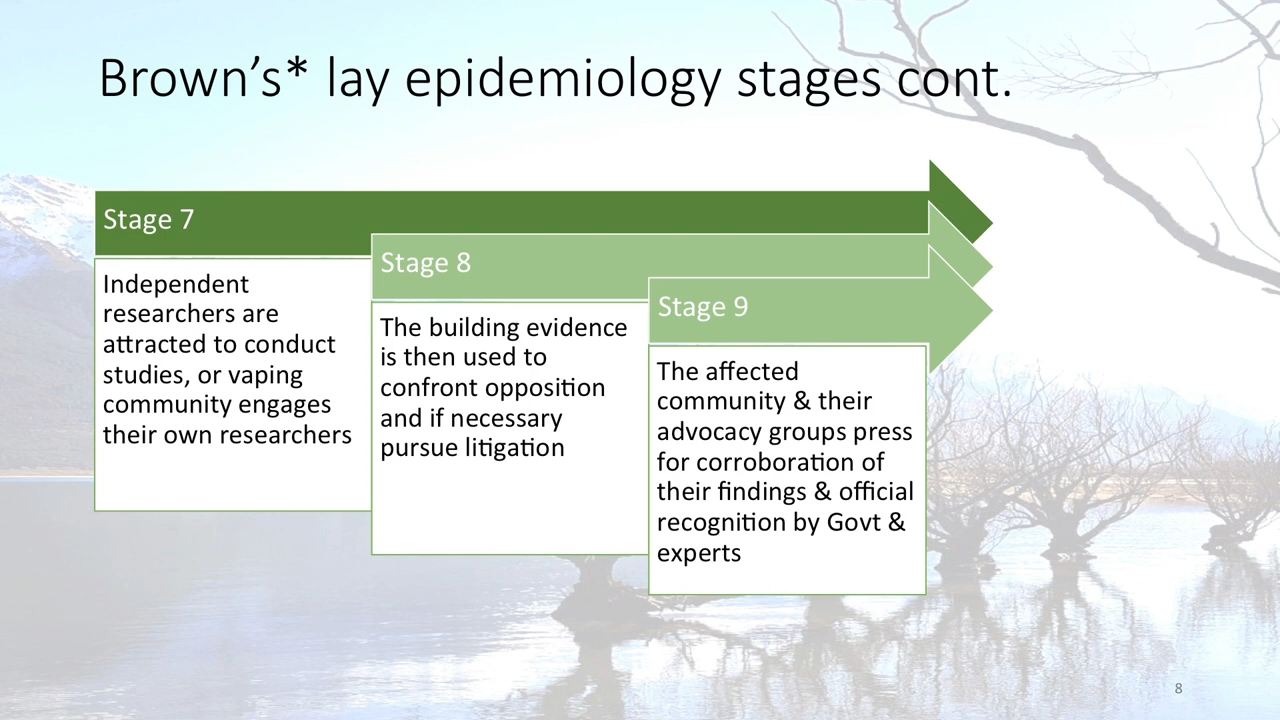 Brown’s* lay epidemiology stages cont.
Stage 7
Independent
researchers are
attracted to conduct
studies, or vaping
community engages
their own researchers
Stage 8
The building evidence
is then used to
confront opposition
and if necessary
pursue litigation
Stage 9
The affected
community & their
advocacy groups press
for corroboration of
their findings & official
recognition by Govt &
experts
8